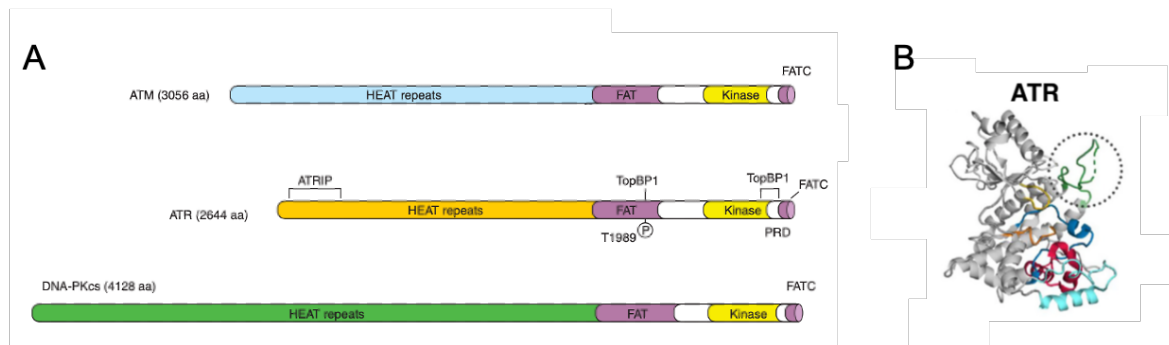 A
FATC
ATM (3056 aa)
HEAT repeats
FAT
Kinase
ATRIP
TopBP1
TopBP1
FATC
ATR (2644 aa)
HEAT repeats
FAT
Kinase
T1989
P
PRD
DNA-PKcs (4128 aa)
FATC
HEAT repeats
FAT
Kinase
B
ATR